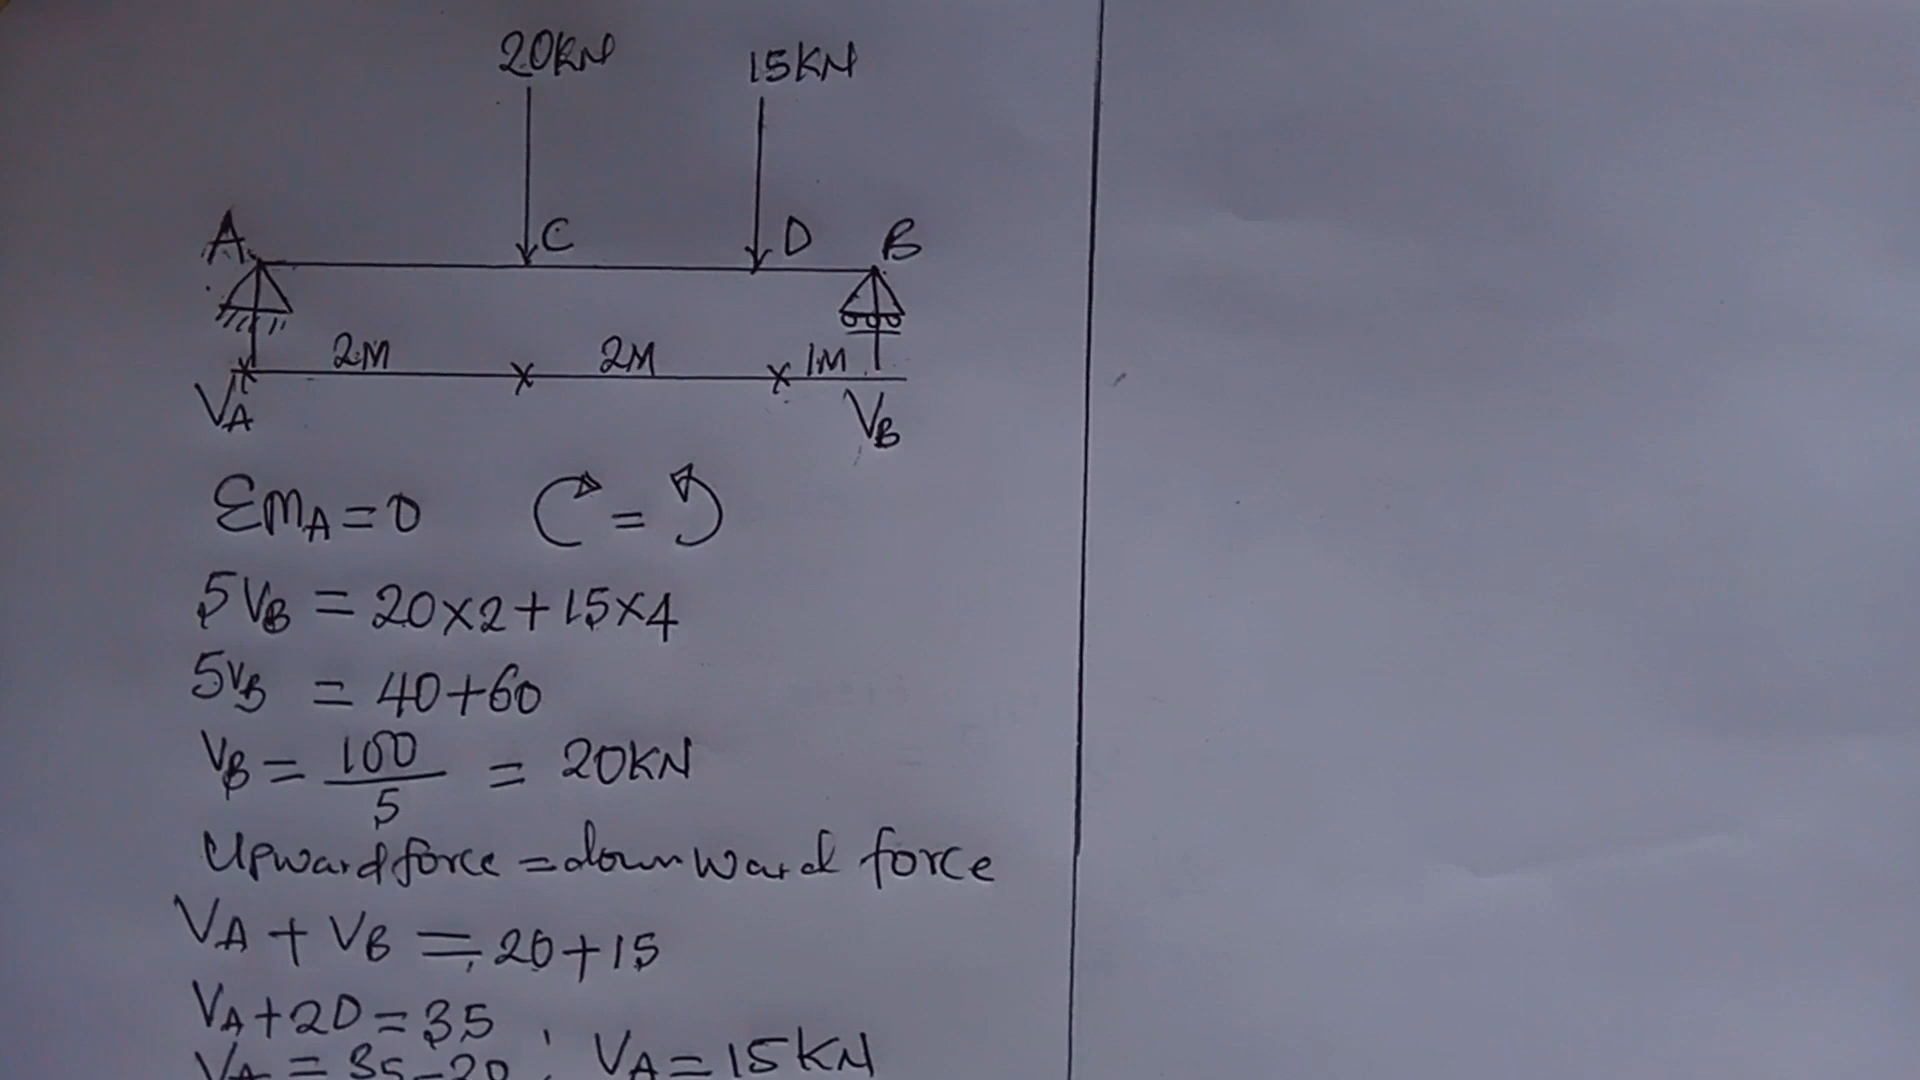 20KN 15KN
A C D B
2M 2M 1M
VA VB
ΣMA=0 =
5VB = 20×2+15×4
5VB = 40+60
VB = 100/5 = 20KN
Upward force = downward force
VA + VB = 20+15
VA+20=35
VA = 35-20 ; VA=15KN